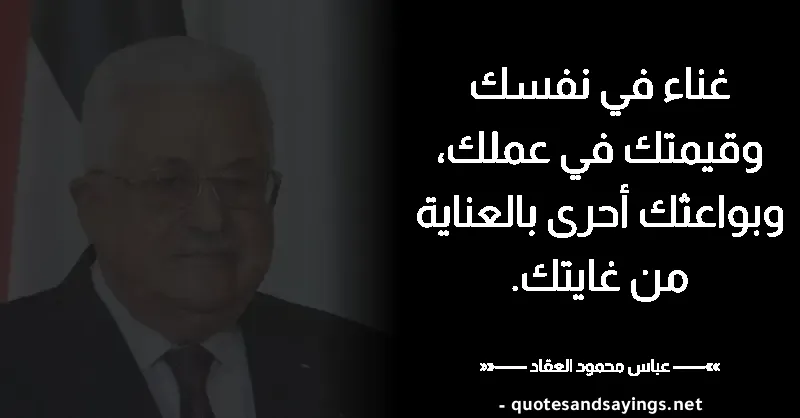 غناء في نفسك
وقيمتك في عملك،
وبواعثك أحرى بالعناية
من غايتك.
»»—— عباس محمود العقاد ——««
- quotesandsayings.net